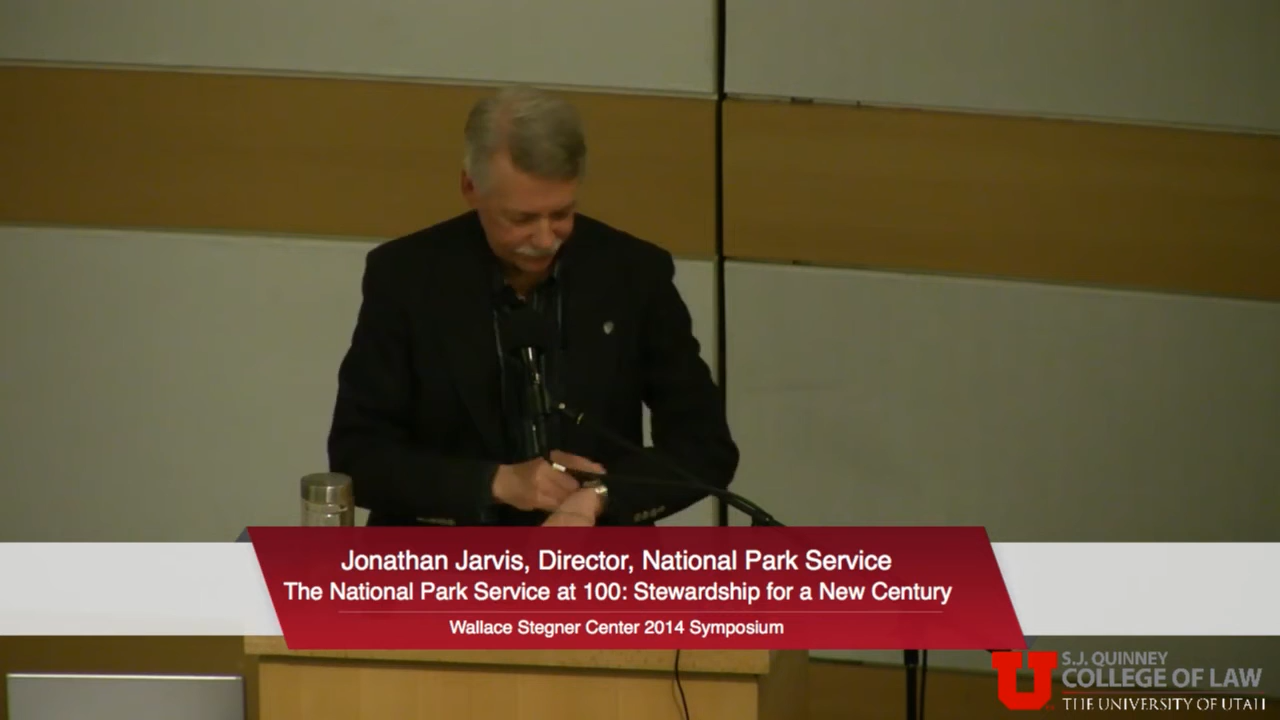 Jonathan Jarvis, Director, National Park Service
The National Park Service at 100: Stewardship for a New Century
Wallace Stegner Center 2014 Symposium
U S.J. QUINNEY
COLLEGE OF LAW
THE UNIVERSITY OF UTAH